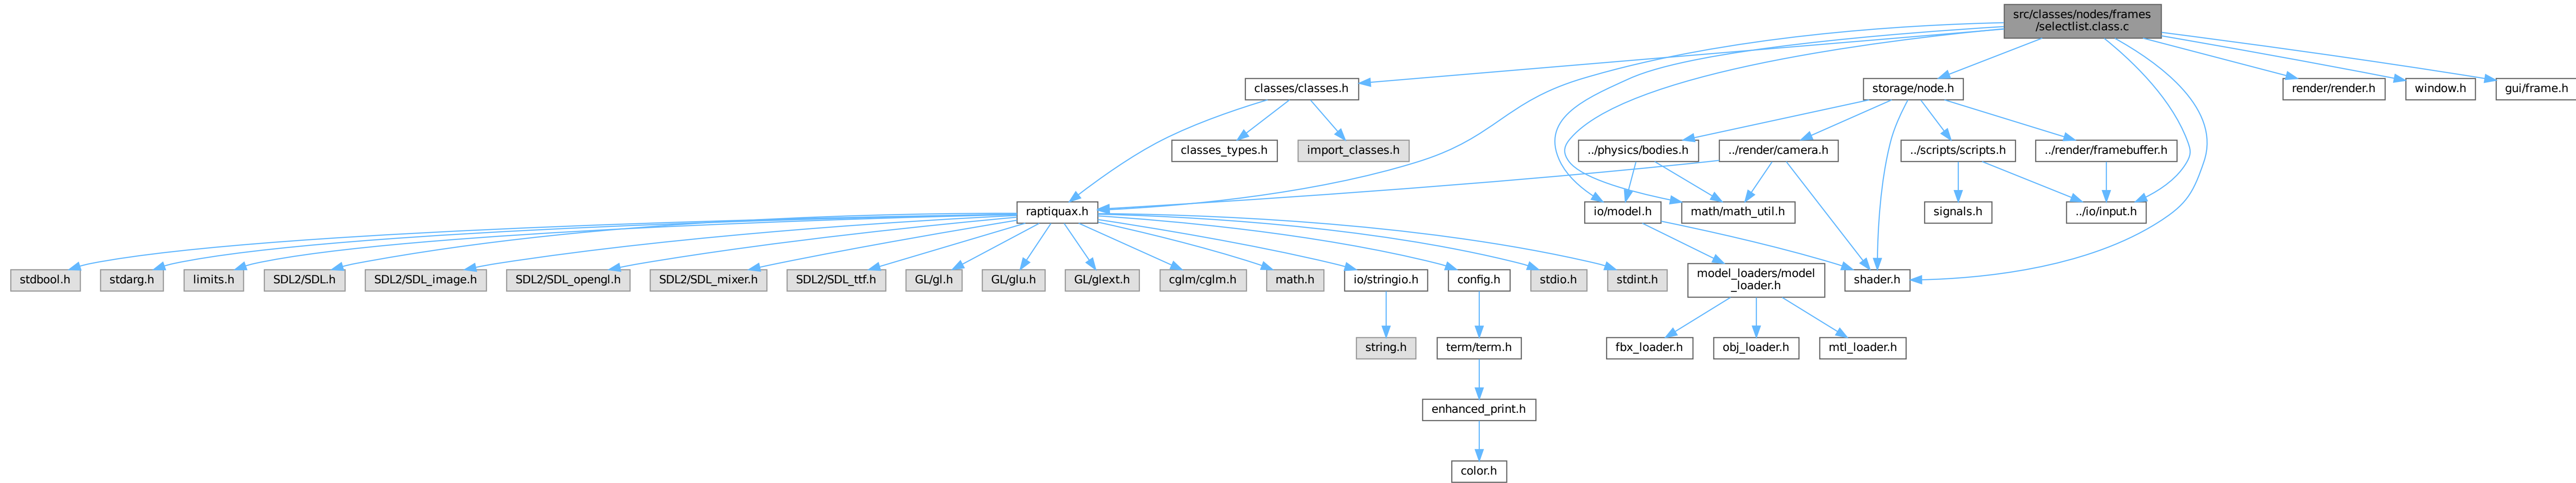 src/classes/nodes/frames
/selectlist.class.c
classes/classes.h
storage/node.h
render/render.h
window.h
gui/frame.h
classes_types.h
import_classes.h
../physics/bodies.h
../render/camera.h
../scripts/scripts.h
../render/framebuffer.h
raptiquax.h
io/model.h
math/math_util.h
signals.h
../io/input.h
stdbool.h
stdarg.h
limits.h
SDL2/SDL.h
SDL2/SDL_image.h
SDL2/SDL_opengl.h
SDL2/SDL_mixer.h
SDL2/SDL_ttf.h
GL/gl.h
GL/glu.h
GL/glext.h
cglm/cglm.h
math.h
io/stringio.h
config.h
stdio.h
stdint.h
model_loaders/model
_loader.h
shader.h
string.h
term/term.h
fbx_loader.h
obj_loader.h
mtl_loader.h
enhanced_print.h
color.h